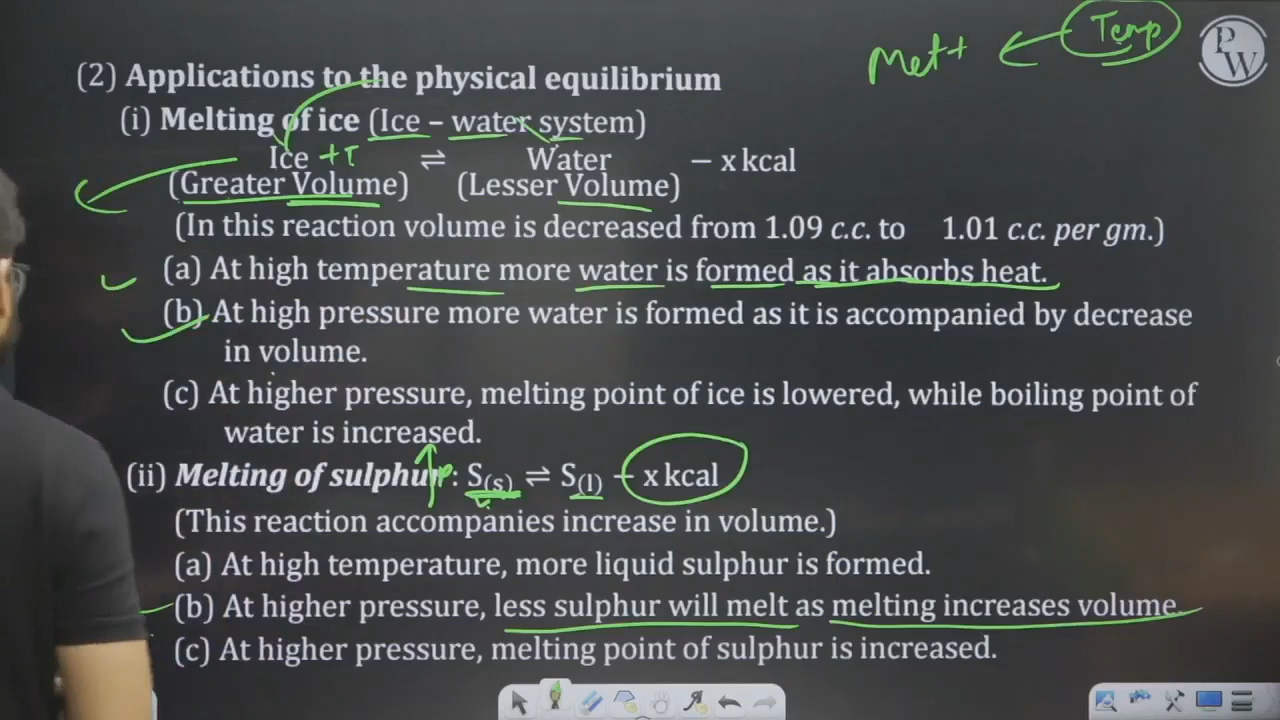 Temp
PW
Melt
(2) Applications to the physical equilibrium
(i) Melting of ice (Ice – water system)
Ice +T ⇌ Water – x kcal
(Greater Volume) (Lesser Volume)
(In this reaction volume is decreased from 1.09 c.c. to 1.01 c.c. per gm.)
(a) At high temperature more water is formed as it absorbs heat.
(b) At high pressure more water is formed as it is accompanied by decrease
in volume.
(c) At higher pressure, melting point of ice is lowered, while boiling point of
water is increased.
(ii) Melting of sulphur : S(s) ⇌ S(l) – x kcal
(This reaction accompanies increase in volume.)
(a) At high temperature, more liquid sulphur is formed.
(b) At higher pressure, less sulphur will melt as melting increases volume.
(c) At higher pressure, melting point of sulphur is increased.